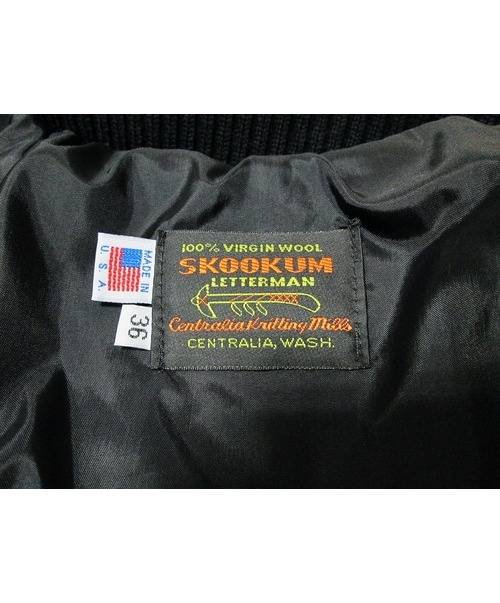 100% VIRGIN WOOL
SKOOKUM
LETTERMAN
Centralia Knitting Mills
CENTRALIA, WASH.
MADE IN
U.S.A.
36